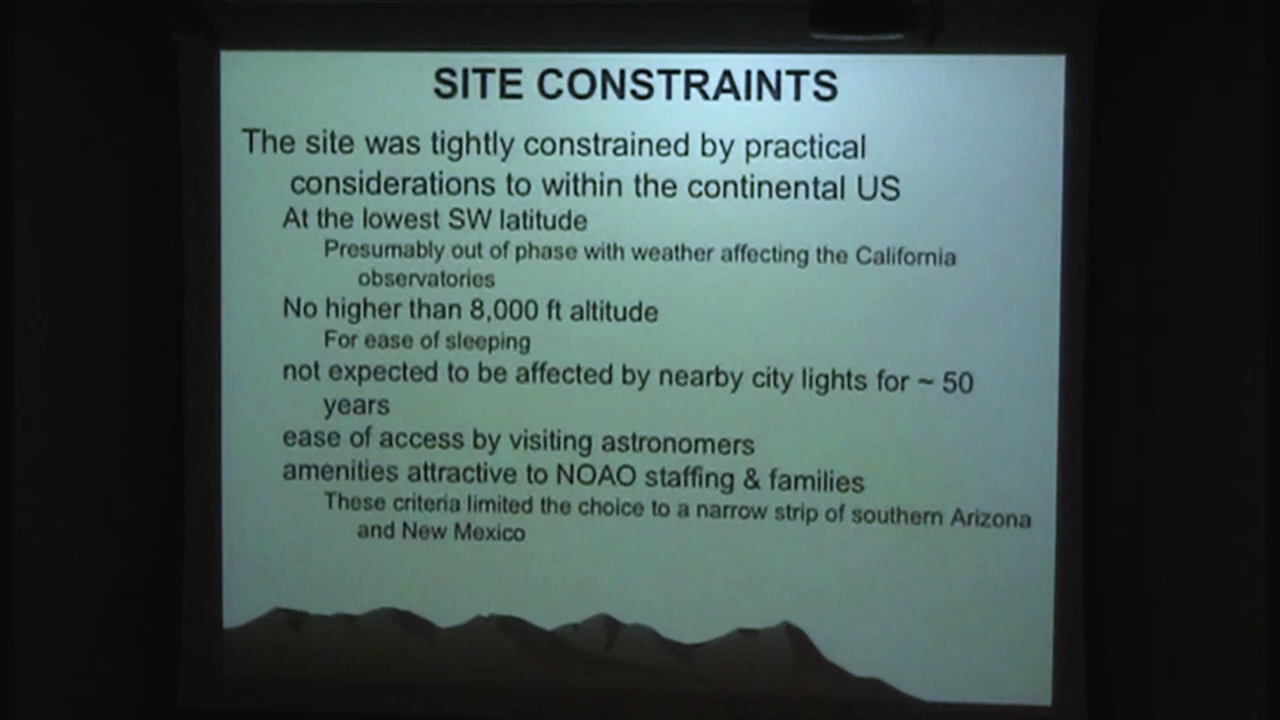 SITE CONSTRAINTS
The site was tightly constrained by practical
considerations to within the continental US
At the lowest SW latitude
Presumably out of phase with weather affecting the California
observatories
No higher than 8,000 ft altitude
For ease of sleeping
not expected to be affected by nearby city lights for ~ 50
years
ease of access by visiting astronomers
amenities attractive to NOAO staffing & families
These criteria limited the choice to a narrow strip of southern Arizona
and New Mexico